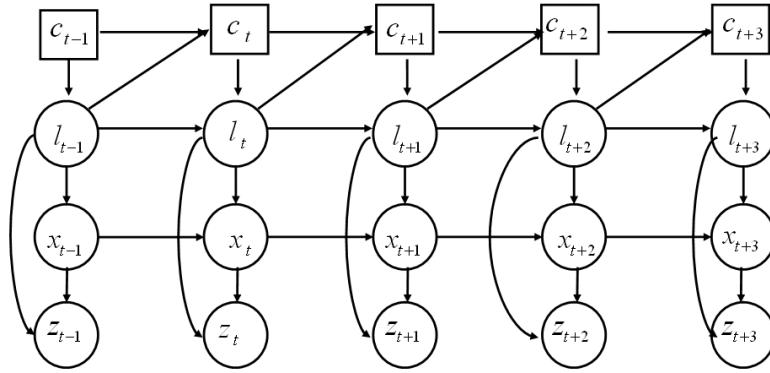 c_{t-1} c_t c_{t+1} c_{t+2} c_{t+3}
l_{t-1} l_t l_{t+1} l_{t+2} l_{t+3}
x_{t-1} x_t x_{t+1} x_{t+2} x_{t+3}
z_{t-1} z_t z_{t+1} z_{t+2} z_{t+3}